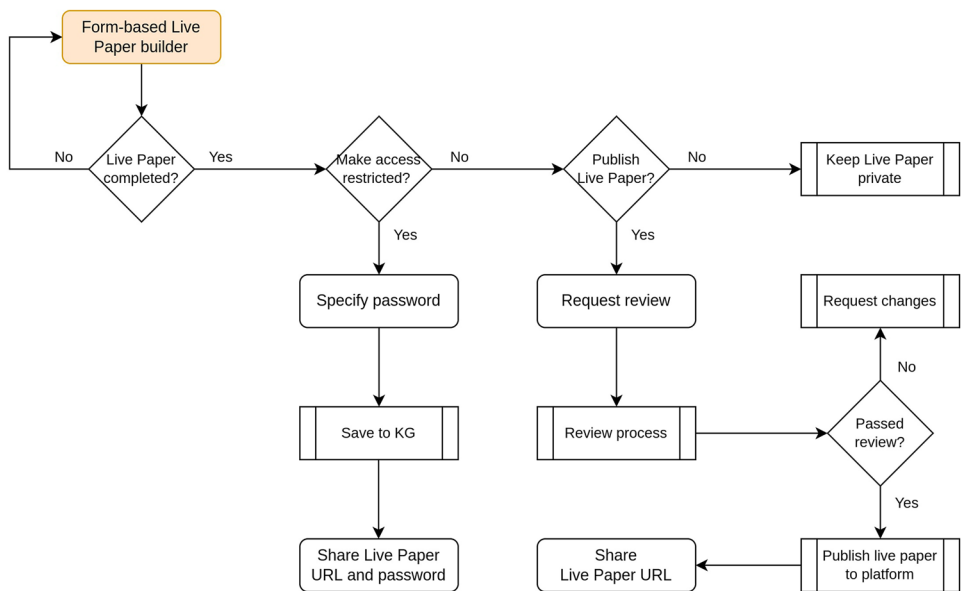 Form-based Live
Paper builder
No
Live Paper
completed?
Yes
Make access
restricted?
No
Publish
Live Paper?
No
Keep Live Paper
private
Yes
Yes
Specify password
Request review
Request changes
No
Save to KG
Review process
Passed
review?
Yes
Share Live Paper
URL and password
Share
Live Paper URL
Publish live paper
to platform